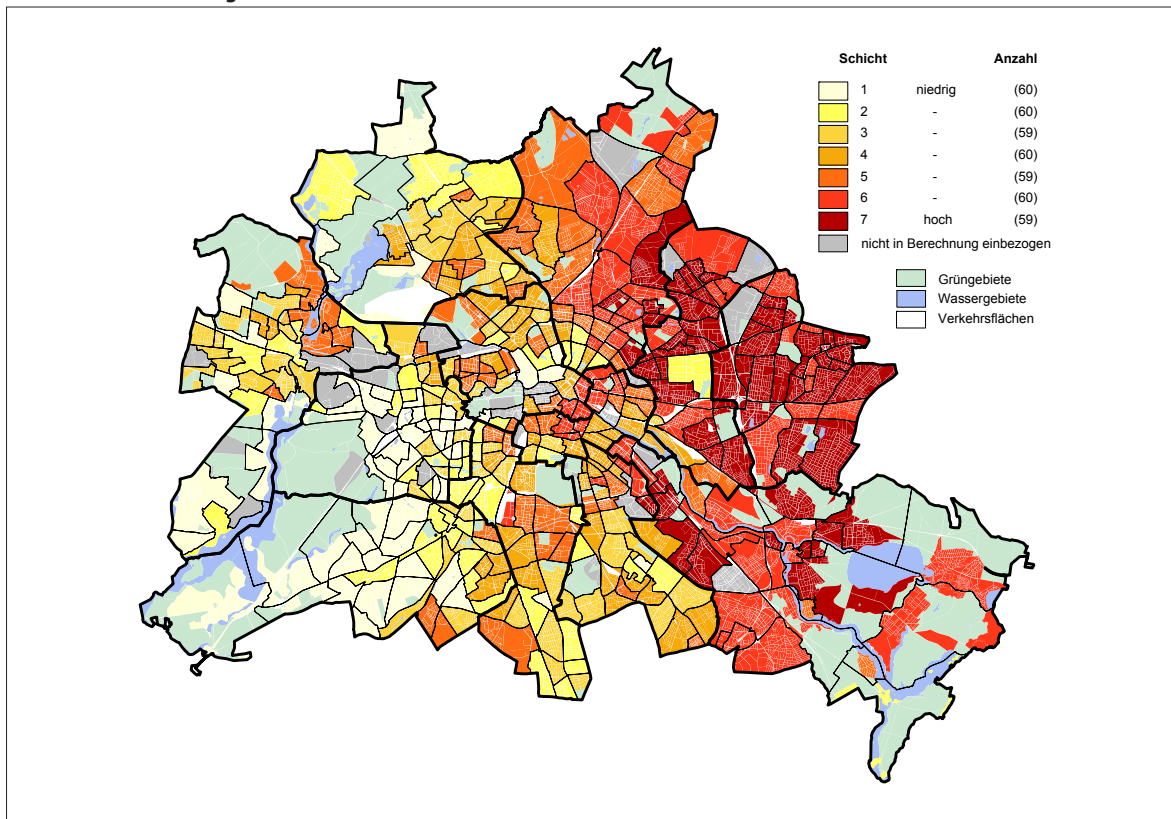 Schicht Anzahl
1 niedrig (60)
2 - (60)
3 - (59)
4 - (60)
5 - (59)
6 - (60)
7 hoch (59)
nicht in Berechnung einbezogen
Grüngebiete
Wassergebiete
Verkehrsflächen